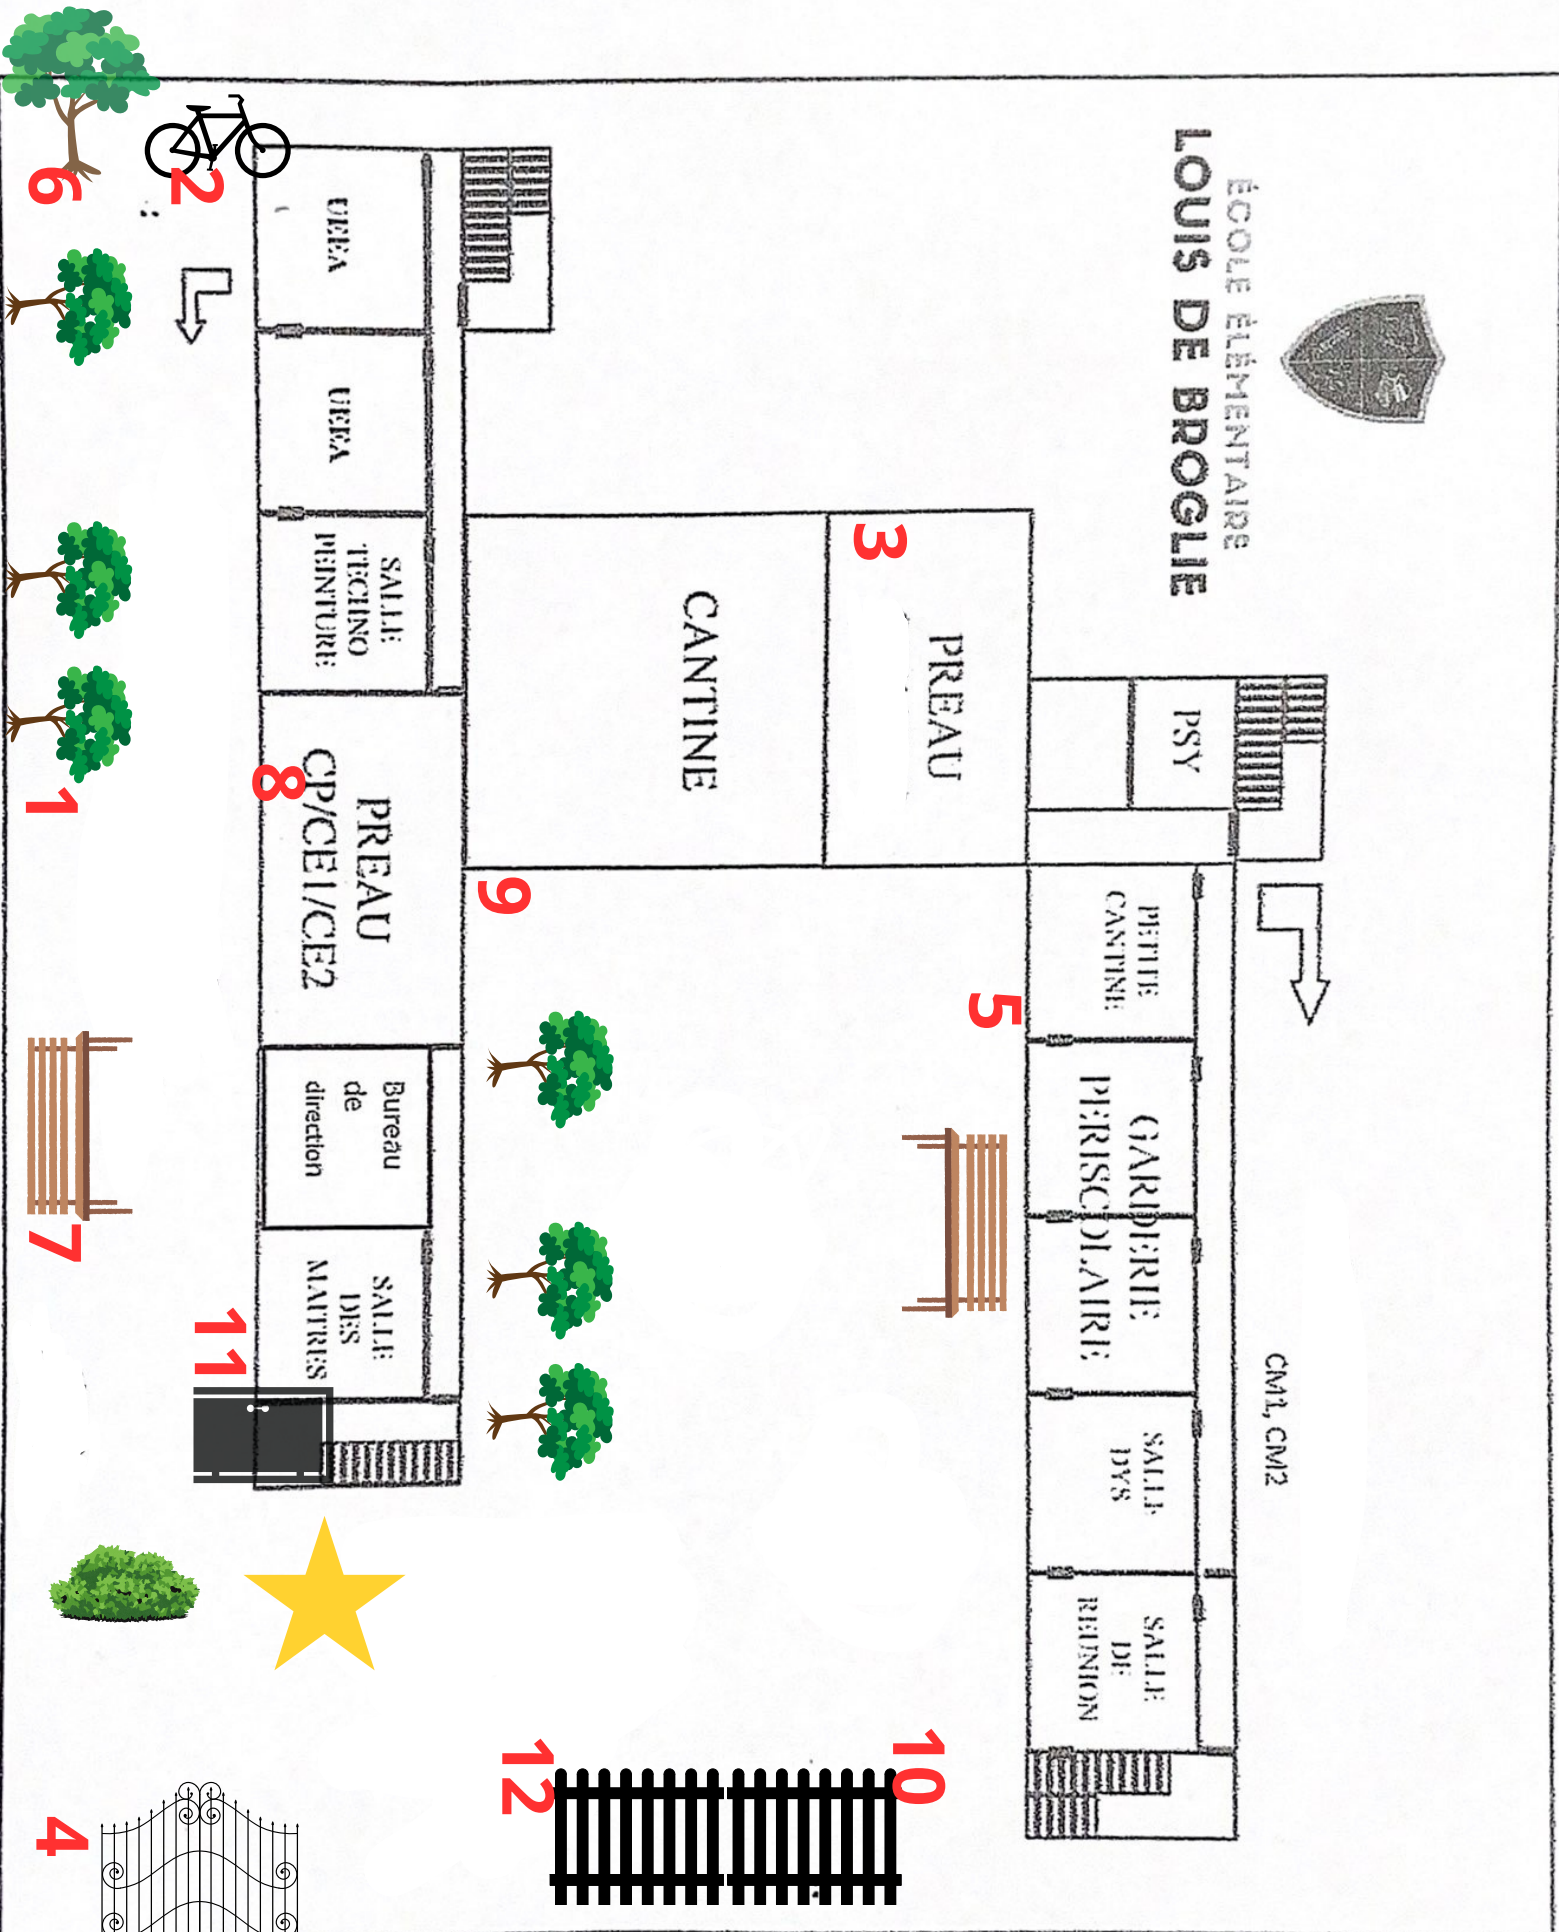 ÉCOLE ÉLÉMENTAIRE
LOUIS DE BROGLIE
PSY
PETITE
CANTINE
GARDERIE
PERISCOLAIRE
SALLE
DYS
SALLE
DE
REUNION
CM1, CM2
PREAU
CANTINE
UEEA
UEEA
SALLE
TECHNO
PEINTURE
PREAU
CP/CE1/CE2
Bureau
de
direction
SALLE
DES
MAITRES
3
5
10
12
9
8
2
11
6
1
7
4